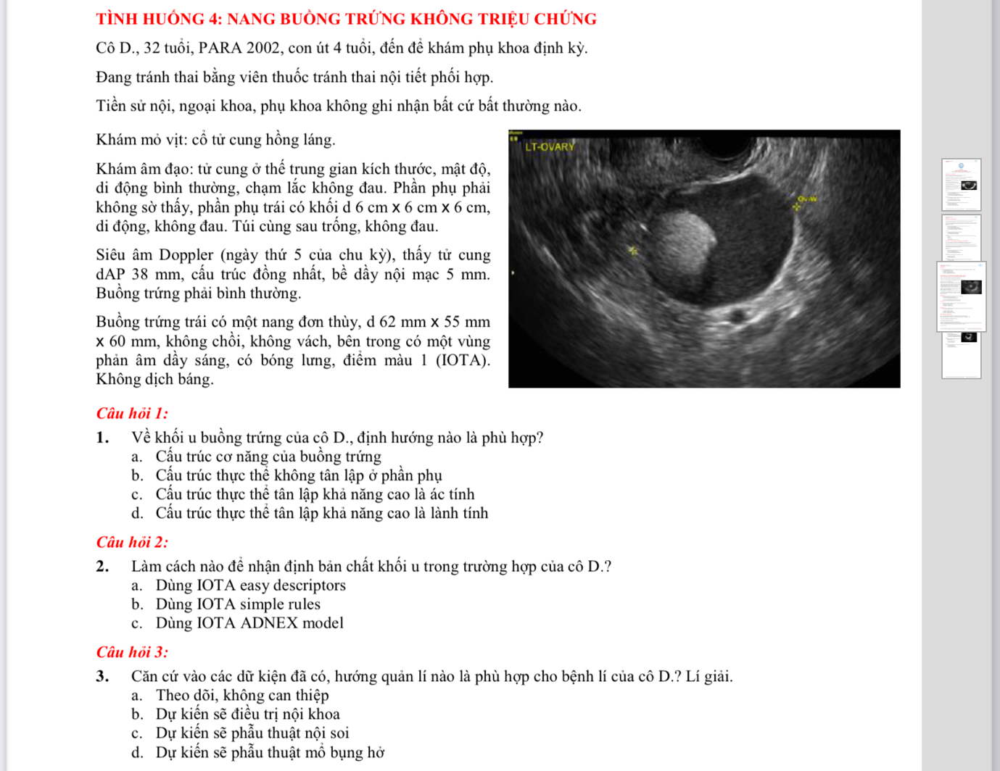 TÌNH HUỐNG 4: NANG BUỒNG TRỨNG KHÔNG TRIỆU CHỨNG
Cô D., 32 tuổi, PARA 2002, con út 4 tuổi, đến để khám phụ khoa định kỳ.
Đang tránh thai bằng viên thuốc tránh thai nội tiết phối hợp.
Tiền sử nội, ngoại khoa, phụ khoa không ghi nhận bất cứ bất thường nào.
Khám mỏ vịt: cổ tử cung hồng láng.
Khám âm đạo: tử cung ở thế trung gian kích thước, mật độ,
di động bình thường, chạm lắc không đau. Phần phụ phải
không sờ thấy, phần phụ trái có khối d 6 cm x 6 cm x 6 cm,
di động, không đau. Túi cùng sau trống, không đau.
Siêu âm Doppler (ngày thứ 5 của chu kỳ), thấy tử cung
dAP 38 mm, cấu trúc đồng nhất, bề dầy nội mạc 5 mm.
Buồng trứng phải bình thường.
Buồng trứng trái có một nang đơn thùy, d 62 mm x 55 mm
x 60 mm, không chồi, không vách, bên trong có một vùng
phản âm dầy sáng, có bóng lưng, điểm màu 1 (IOTA).
Không dịch báng.
E8
LT-OVARY
Ov-W
Câu hỏi 1:
1. Về khối u buồng trứng của cô D., định hướng nào là phù hợp?
a. Cấu trúc cơ năng của buồng trứng
b. Cấu trúc thực thể không tân lập ở phần phụ
c. Cấu trúc thực thể tân lập khả năng cao là ác tính
d. Cấu trúc thực thể tân lập khả năng cao là lành tính
Câu hỏi 2:
2. Làm cách nào để nhận định bản chất khối u trong trường hợp của cô D.?
a. Dùng IOTA easy descriptors
b. Dùng IOTA simple rules
c. Dùng IOTA ADNEX model
Câu hỏi 3:
3. Căn cứ vào các dữ kiện đã có, hướng quản lí nào là phù hợp cho bệnh lí của cô D.? Lí giải.
a. Theo dõi, không can thiệp
b. Dự kiến sẽ điều trị nội khoa
c. Dự kiến sẽ phẫu thuật nội soi
d. Dự kiến sẽ phẫu thuật mổ bụng hở